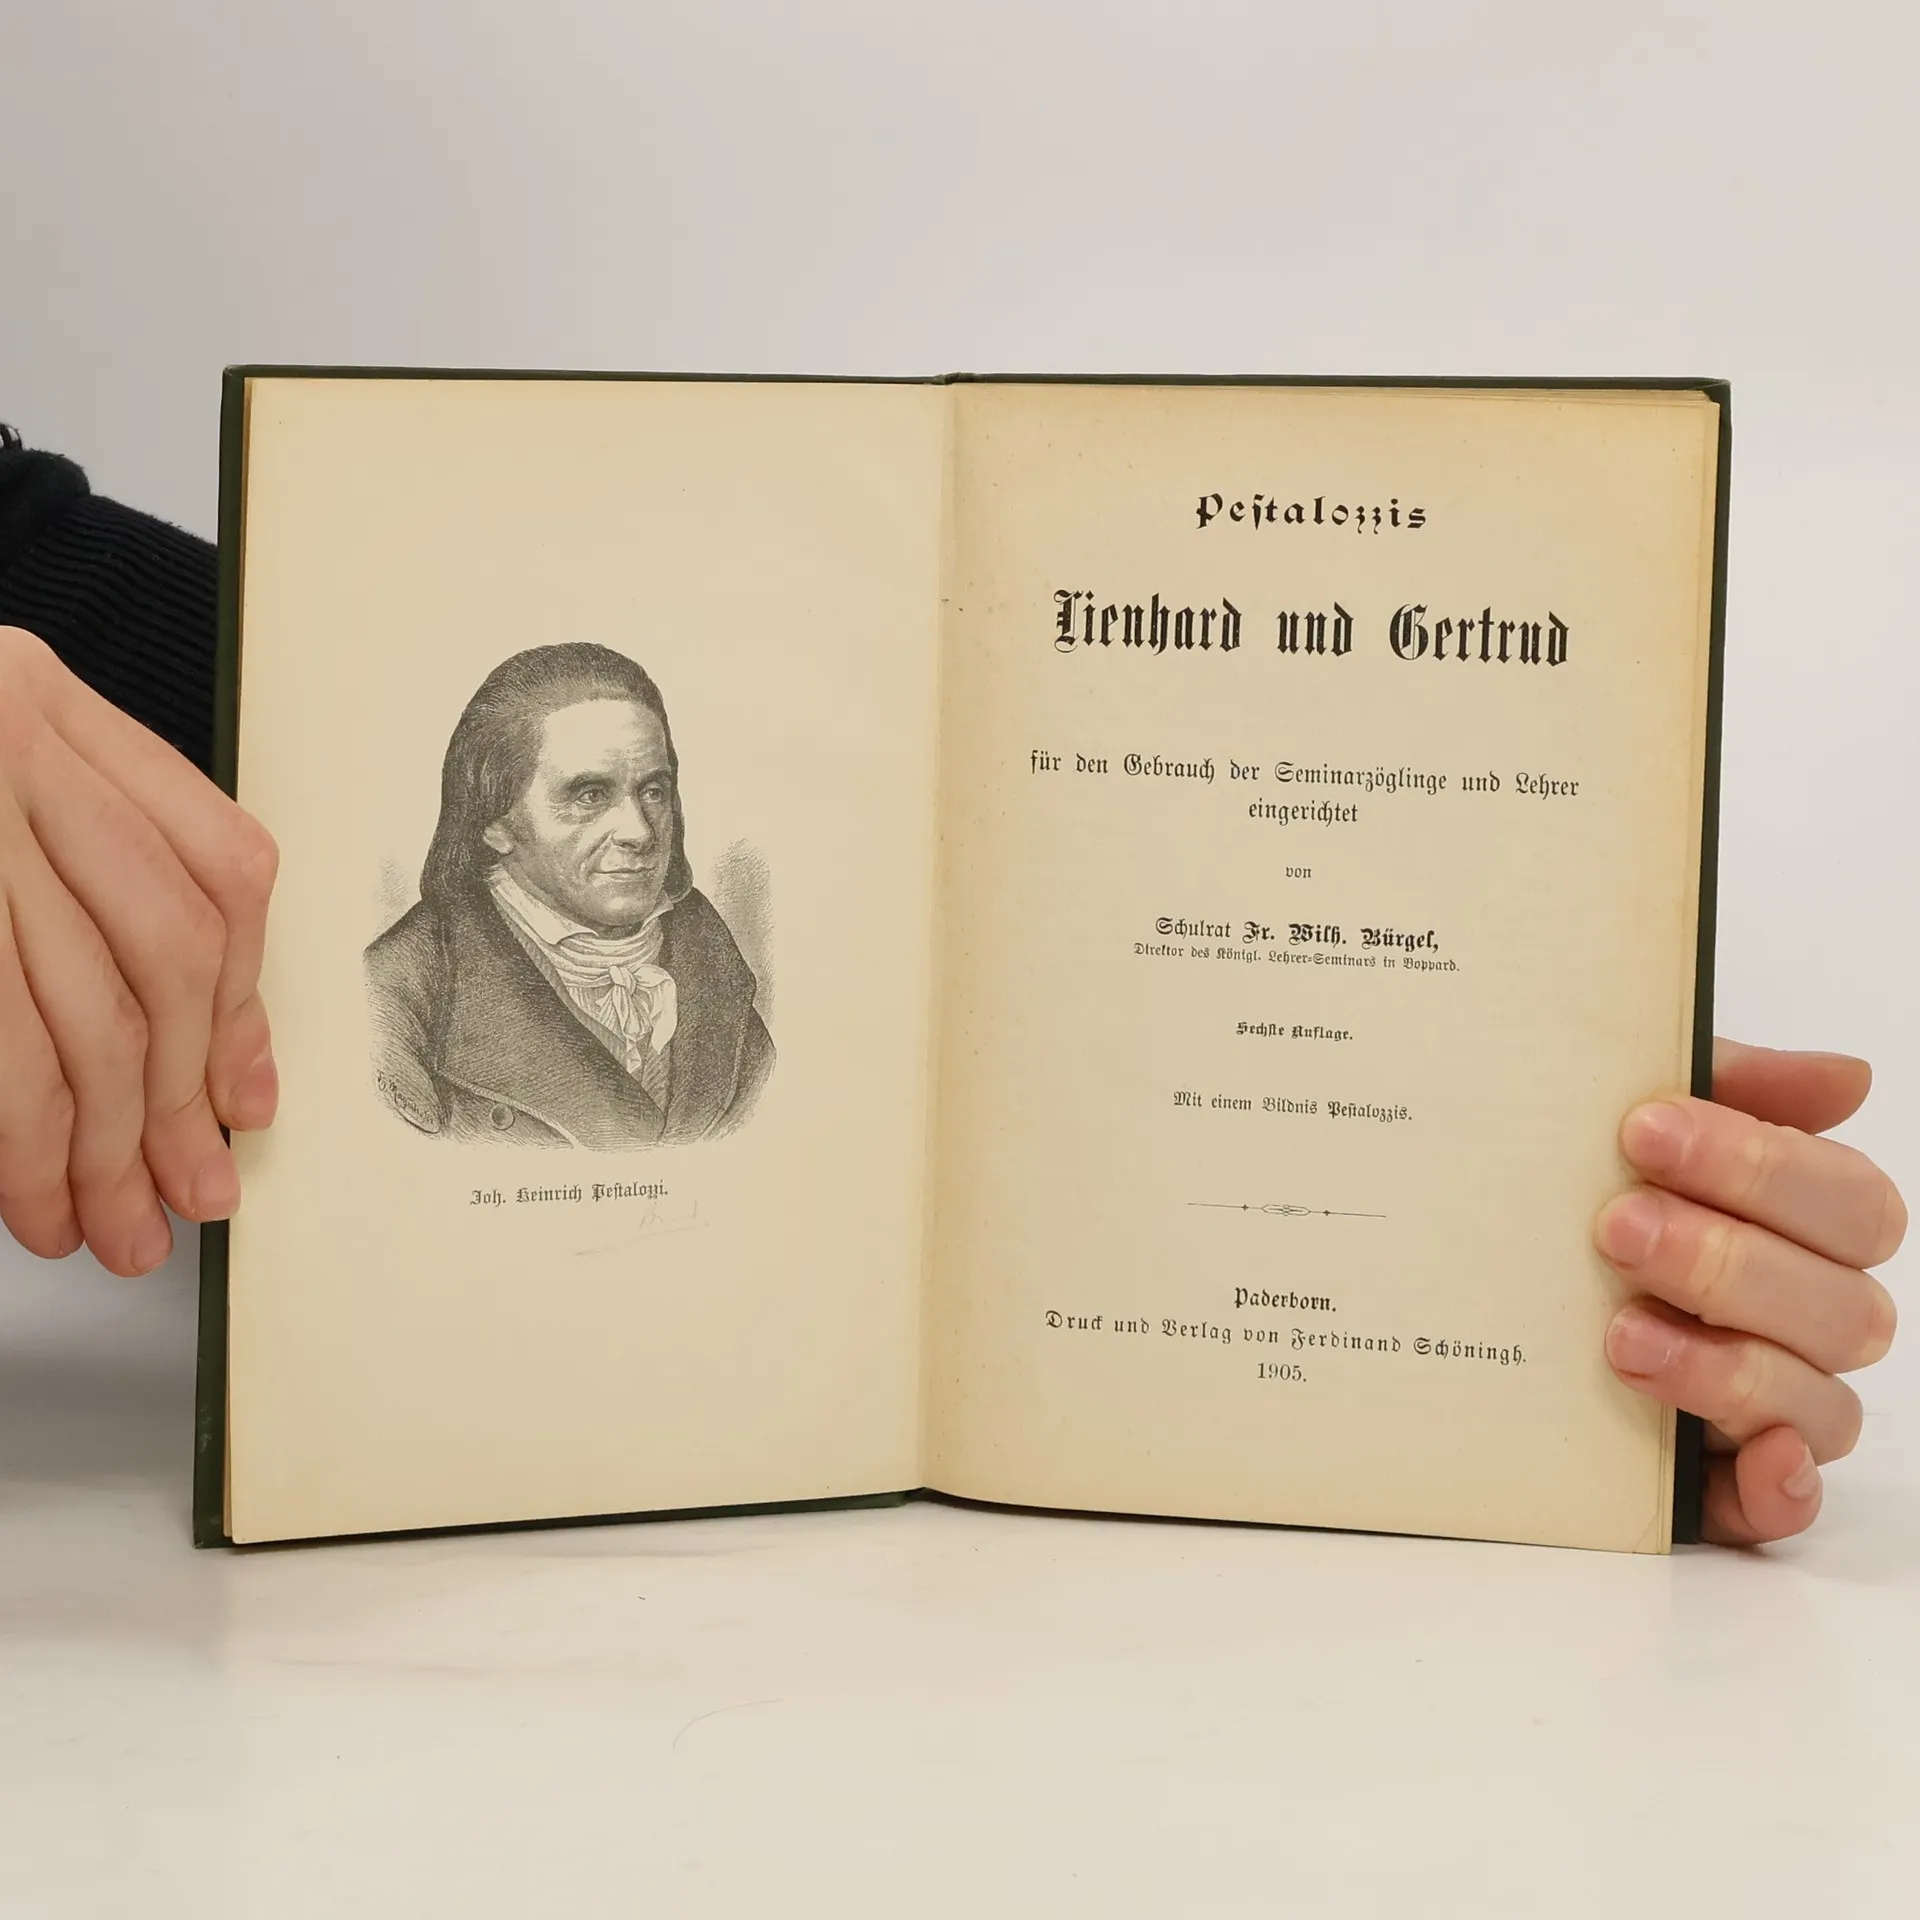 Joh. Heinrich Pestalozzi.
Pestalozzis
Lienhard und Gertrud
für den Gebrauch der Seminarzöglinge und Lehrer
eingerichtet
von
Schulrat Fr. Wilh. Bürgel,
Direktor des Königl. Lehrer-Seminars in Boppard.
Sechste Auflage.
Mit einem Bildnis Pestalozzis.
Paderborn.
Druck und Verlag von Ferdinand Schöningh.
1905.